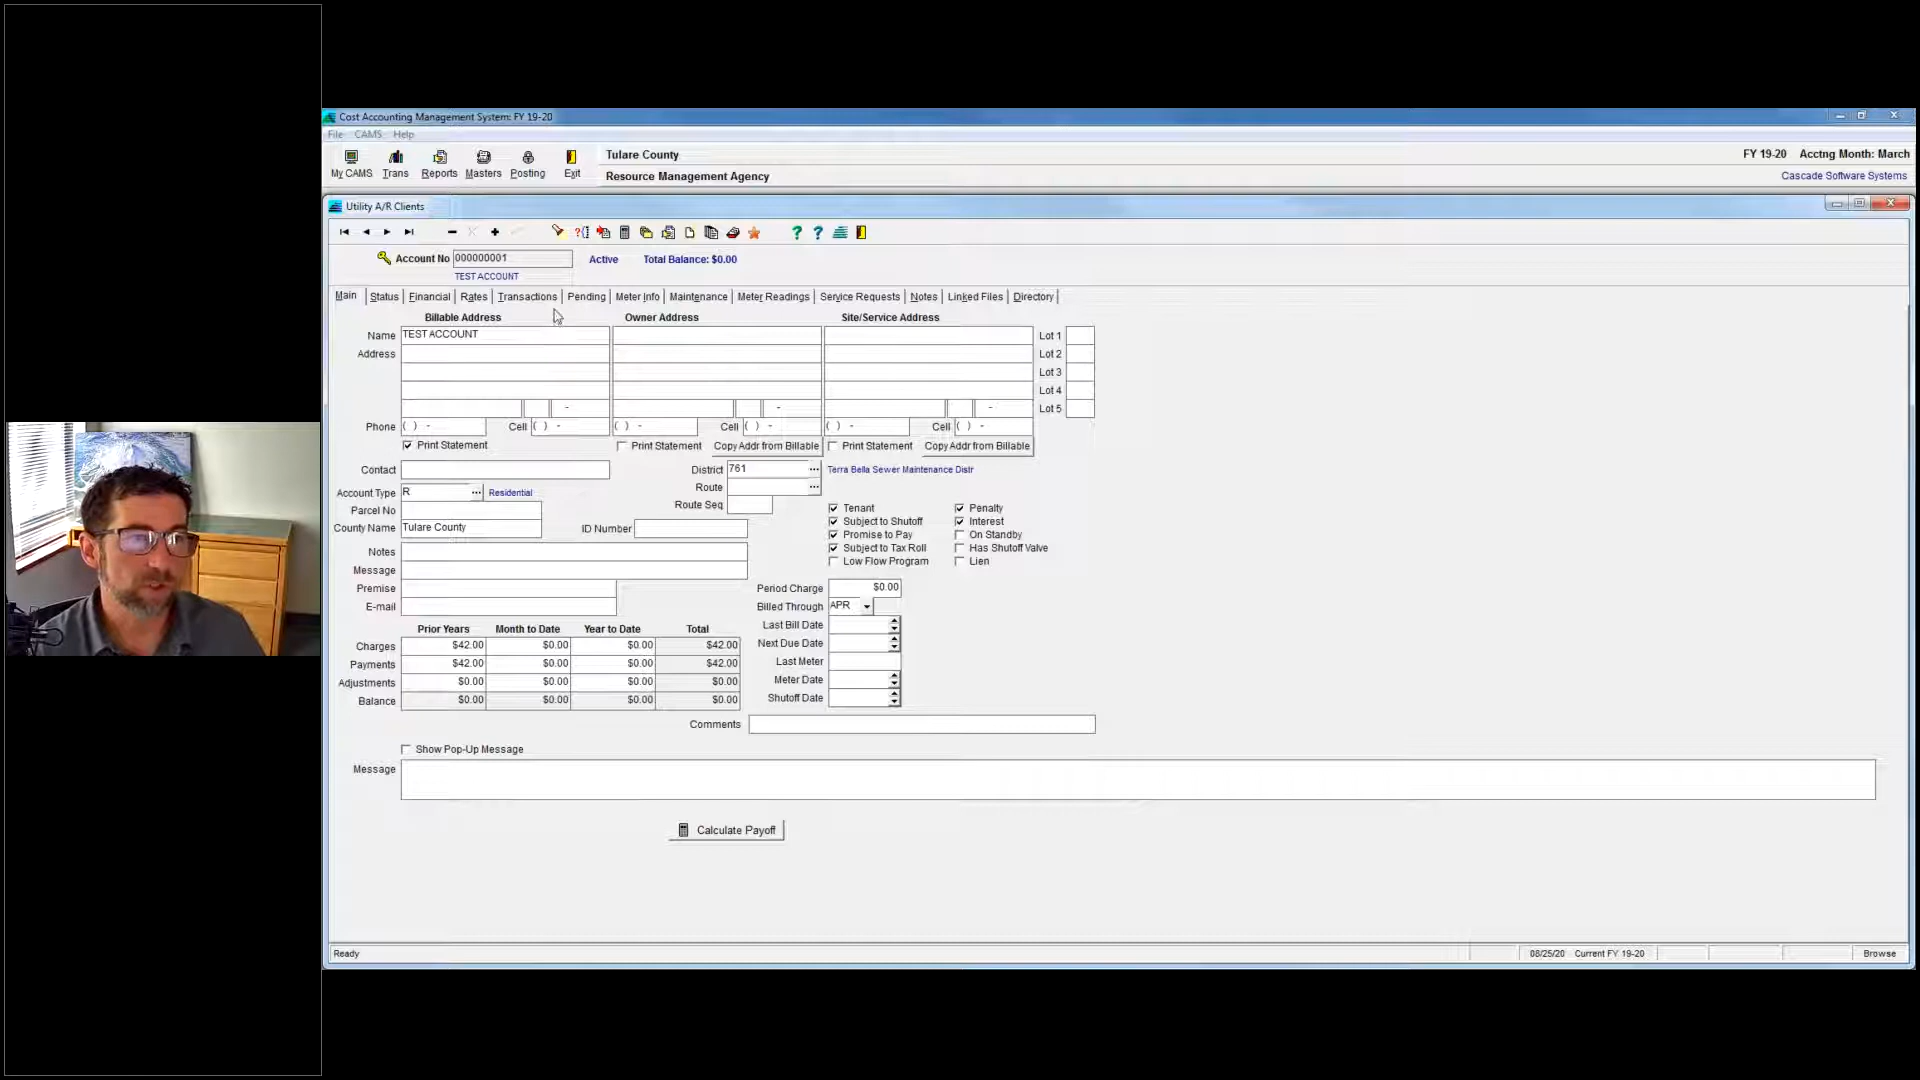 Cost Accounting Management System: FY 19-20
File CAMS Help
My CAMS Trans Reports Masters Posting Exit
Tulare County
Resource Management Agency
FY 19-20 Acctng Month: March
Cascade Software Systems
Utility A/R Clients
Account No 000000001 Active Total Balance: $0.00
TEST ACCOUNT
Main Status Financial Rates Transactions Pending Meter Info Maintenance Meter Readings Service Requests Notes Linked Files Directory
Billable Address Owner Address Site/Service Address
Name TEST ACCOUNT Lot 1
Address Lot 2
Lot 3
Lot 4
- - - Lot 5
Phone ( ) - Cell ( ) - ( ) - Cell ( ) - ( ) - Cell ( ) -
Print Statement Print Statement Copy Addr from Billable Print Statement Copy Addr from Billable
Contact District 761 ... Terra Bella Sewer Maintenance Distr
Route ...
Account Type R ... Residential
Route Seq
Parcel No
County Name Tulare County ID Number
Tenant Penalty
Subject to Shutoff Interest
Promise to Pay On Standby
Subject to Tax Roll Has Shutoff Valve
Low Flow Program Lien
Notes
Message
Premise
E-mail
Period Charge $0.00
Billed Through APR
Last Bill Date
Next Due Date
Last Meter
Meter Date
Shutoff Date
Prior Years Month to Date Year to Date Total
Charges $42.00 $0.00 $0.00 $42.00
Payments $42.00 $0.00 $0.00 $42.00
Adjustments $0.00 $0.00 $0.00 $0.00
Balance $0.00 $0.00 $0.00 $0.00
Comments
Show Pop-Up Message
Message
Calculate Payoff
Ready 08/25/20 Current FY 19-20 Browse